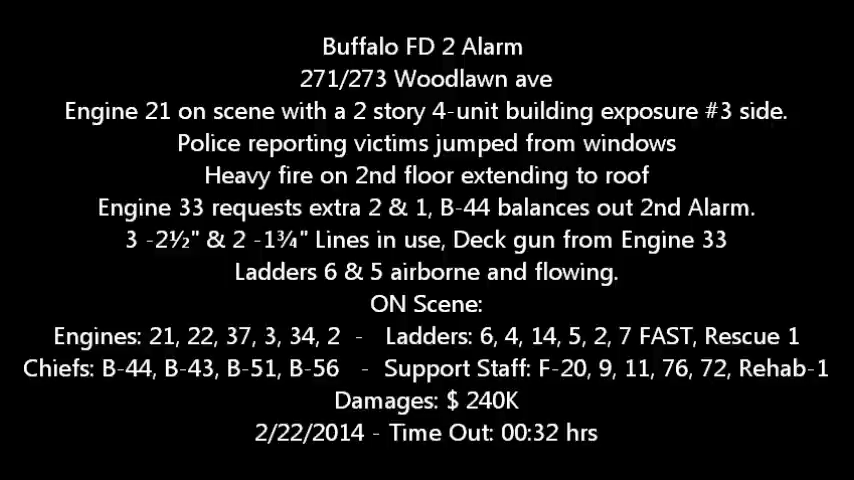 Buffalo FD 2 Alarm
271/273 Woodlawn ave
Engine 21 on scene with a 2 story 4-unit building exposure #3 side.
Police reporting victims jumped from windows
Heavy fire on 2nd floor extending to roof
Engine 33 requests extra 2 & 1, B-44 balances out 2nd Alarm.
3 -2½" & 2 -1¾" Lines in use, Deck gun from Engine 33
Ladders 6 & 5 airborne and flowing.
ON Scene:
Engines: 21, 22, 37, 3, 34, 2 - Ladders: 6, 4, 14, 5, 2, 7 FAST, Rescue 1
Chiefs: B-44, B-43, B-51, B-56 - Support Staff: F-20, 9, 11, 76, 72, Rehab-1
Damages: $ 240K
2/22/2014 - Time Out: 00:32 hrs